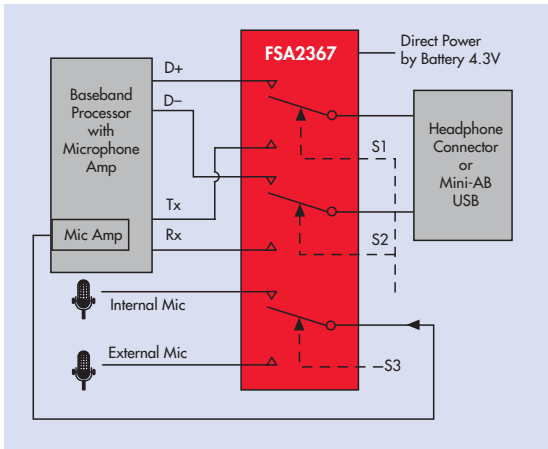 FSA2367
Direct Power
by Battery 4.3V
D+
D–
Baseband
Processor
with
Microphone
Amp
Headphone
Connector
or
Mini-AB
USB
S1
Tx
Mic Amp
Rx
S2
Internal Mic
External Mic
S3